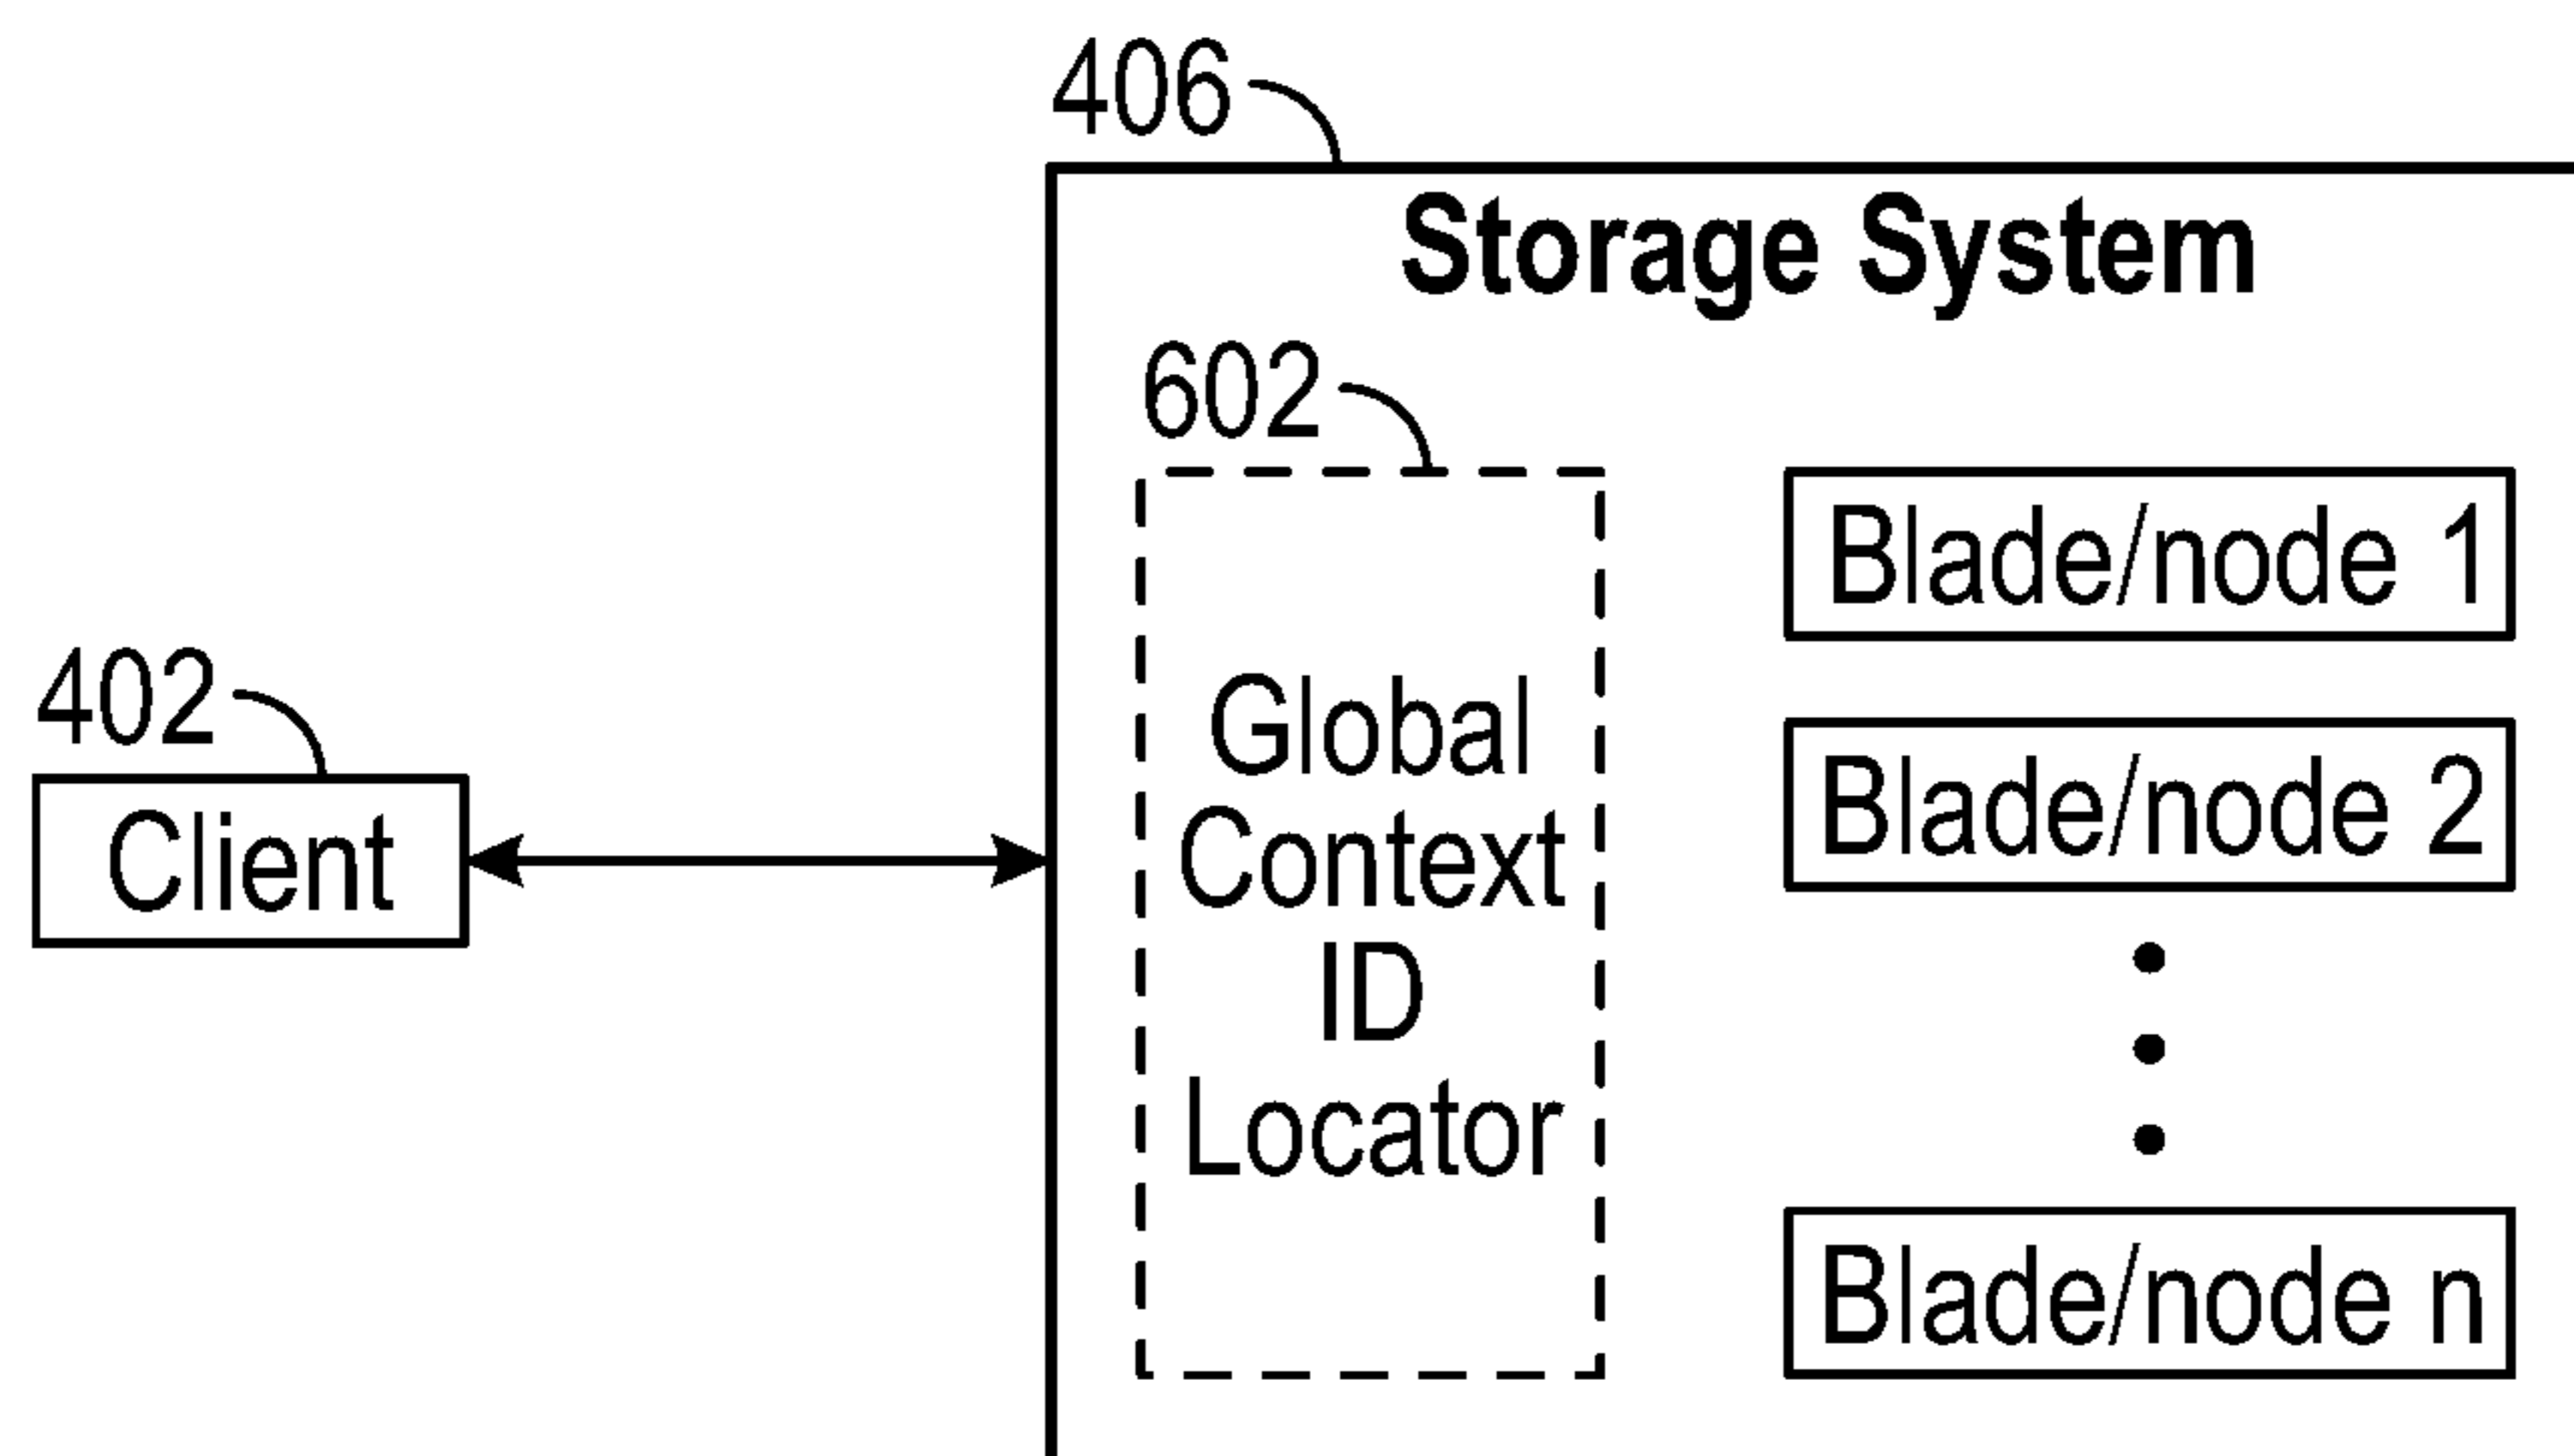 406
Storage System
602
Blade/node 1
402
Global
Blade/node 2
Client
Context
ID
Locator
Blade/node n